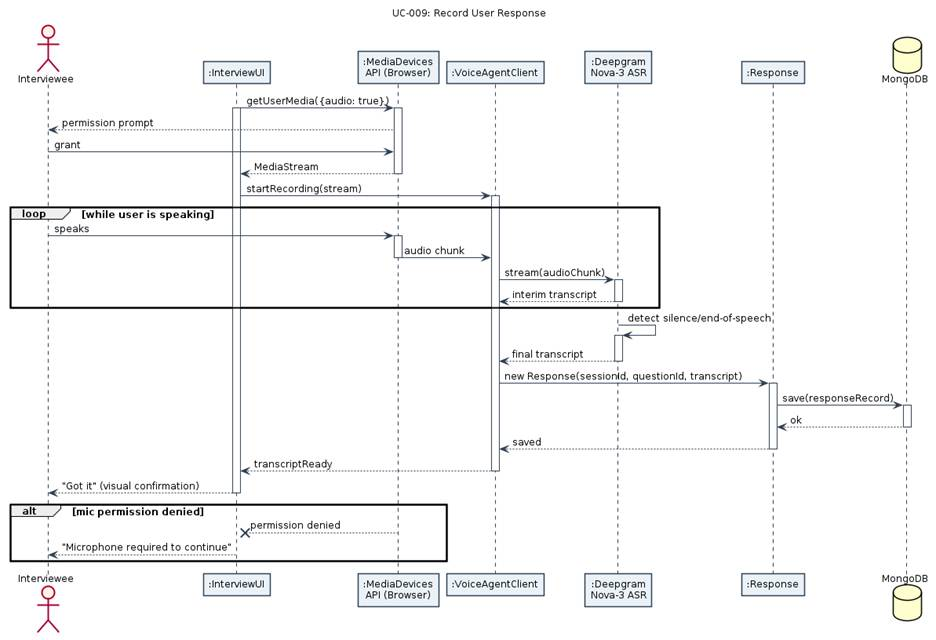 UC-009: Record User Response
Interviewee
:InterviewUI
:MediaDevices
API (Browser)
:VoiceAgentClient
:Deepgram
Nova-3 ASR
:Response
MongoDB
getUserMedia({audio: true})
permission prompt
grant
MediaStream
startRecording(stream)
loop [while user is speaking]
speaks
audio chunk
stream(audioChunk)
interim transcript
detect silence/end-of-speech
final transcript
new Response(sessionId, questionId, transcript)
save(responseRecord)
ok
saved
transcriptReady
"Got it" (visual confirmation)
alt [mic permission denied]
permission denied
"Microphone required to continue"
Interviewee
:InterviewUI
:MediaDevices
API (Browser)
:VoiceAgentClient
:Deepgram
Nova-3 ASR
:Response
MongoDB